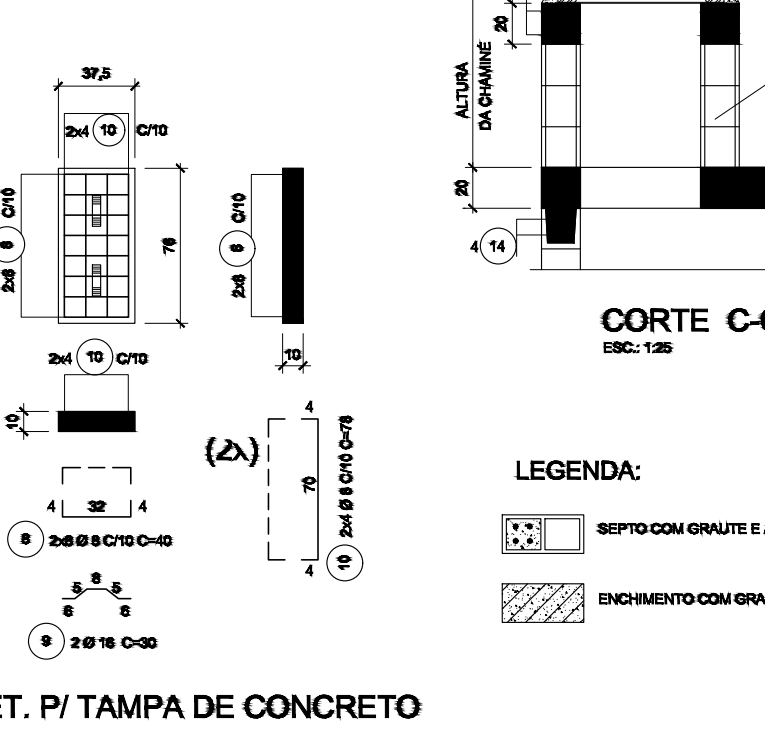 37,5
2x4 10 C/10
C/10
2x8
76
C/10
2x8
10
2x4 10 C/10
10
4 32 4
2x8 Ø 8 C/10 C=40
5 8 5
6 6
9 2 Ø 16 C=30
4
70
2x4 Ø 8 C/10 C=78
4
10
(2x)
ET. P/ TAMPA DE CONCRETO
20
ALTURA
DA CHAMINÉ
20
4 14
CORTE C-
ESC.: 1:25
LEGENDA:
SEPTO COM GRAUTE E
ENCHIMENTO COM GRA